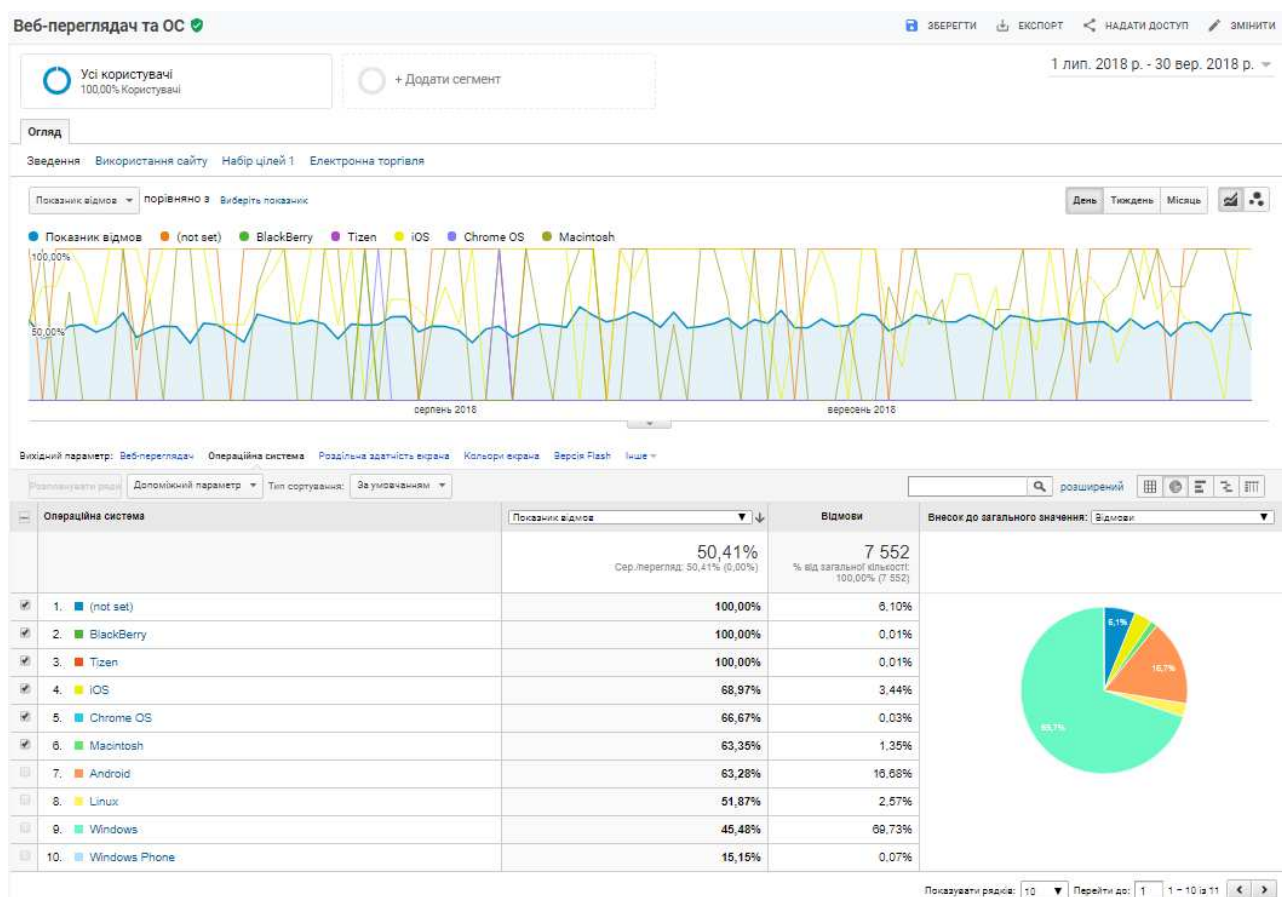 Веб-переглядач та ОС
ЗБЕРЕГТИ ЕКСПОРТ НАДАТИ ДОСТУП ЗМІНИТИ
Усі користувачі
100,00% Користувачі
+ Додати сегмент
1 лип. 2018 р. - 30 вер. 2018 р.
Огляд
Зведення Використання сайту Набір цілей 1 Електронна торгівля
Показник відмов порівняно з Виберіть показник
День Тиждень Місяць
Показник відмов (not set) BlackBerry Tizen iOS Chrome OS Macintosh
100,00%
50,00%
серпень 2018 вересень 2018
Вихідний параметр: Веб-переглядач Операційна система Роздільна здатність екрана Кольори екрана Версія Flash Інше
Розпланувати ряди Допоміжний параметр Тип сортування: За умовчанням
розширений
Операційна система Показник відмов Відмови Внесок до загального значення: Відмови
50,41% 7 552
Сер./перегляд: 50,41% (0,00%) % від загальної кількості: 100,00% (7 552)
1. (not set) 100,00% 6,10%
2. BlackBerry 100,00% 0,01%
3. Tizen 100,00% 0,01%
4. iOS 68,97% 3,44%
5. Chrome OS 66,67% 0,03%
6. Macintosh 63,35% 1,35%
7. Android 63,28% 16,68%
8. Linux 51,87% 2,57%
9. Windows 45,48% 69,73%
10. Windows Phone 15,15% 0,07%
6,1%
16,7%
69,7%
Показувати рядків: 10 Перейти до: 1 1 – 10 із 11